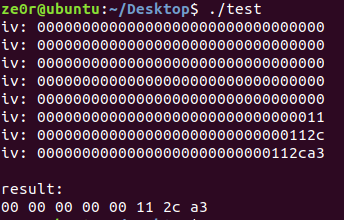 ze0r@ubuntu:~/Desktop$ ./test
iv: 00000000000000000000000000000000
iv: 00000000000000000000000000000000
iv: 00000000000000000000000000000000
iv: 00000000000000000000000000000000
iv: 00000000000000000000000000000000
iv: 00000000000000000000000000000011
iv: 0000000000000000000000000000112c
iv: 00000000000000000000000000112ca3
result:
00 00 00 00 00 11 2c a3